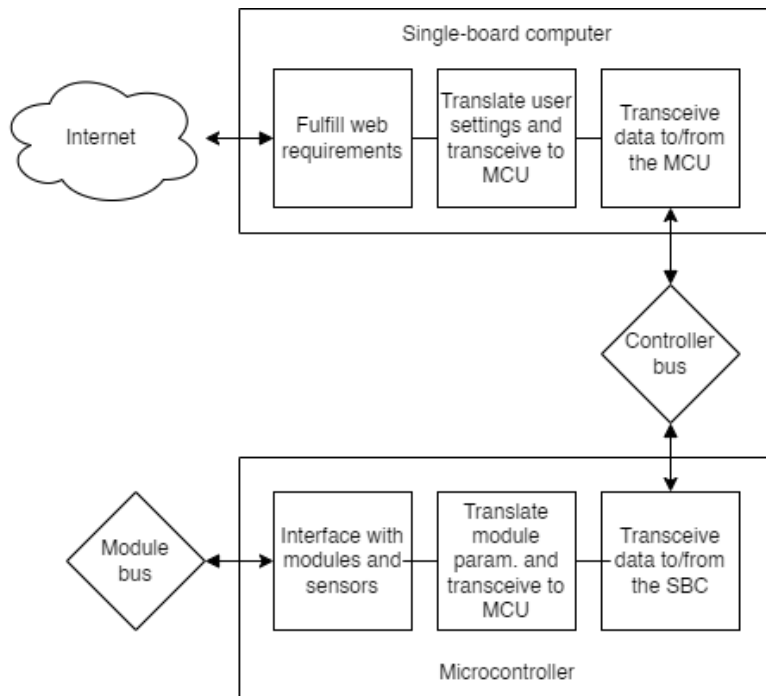 Single-board computer
Internet
Fulfill web
requirements
Translate user
settings and
transceive to
MCU
Transceive
data to/from
the MCU
Controller
bus
Module
bus
Interface with
modules and
sensors
Translate
module
param. and
transceive to
MCU
Transceive
data to/from
the SBC
Microcontroller